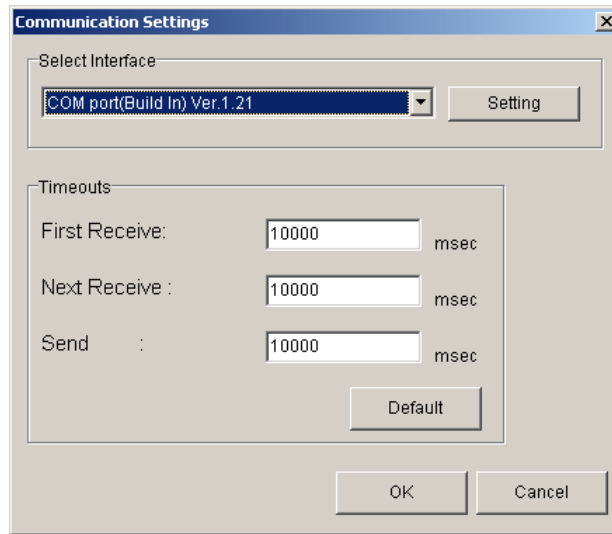 Communication Settings
Select Interface
COM port(Build In) Ver.1.21
Setting
Timeouts
First Receive: 10000 msec
Next Receive : 10000 msec
Send : 10000 msec
Default
OK Cancel